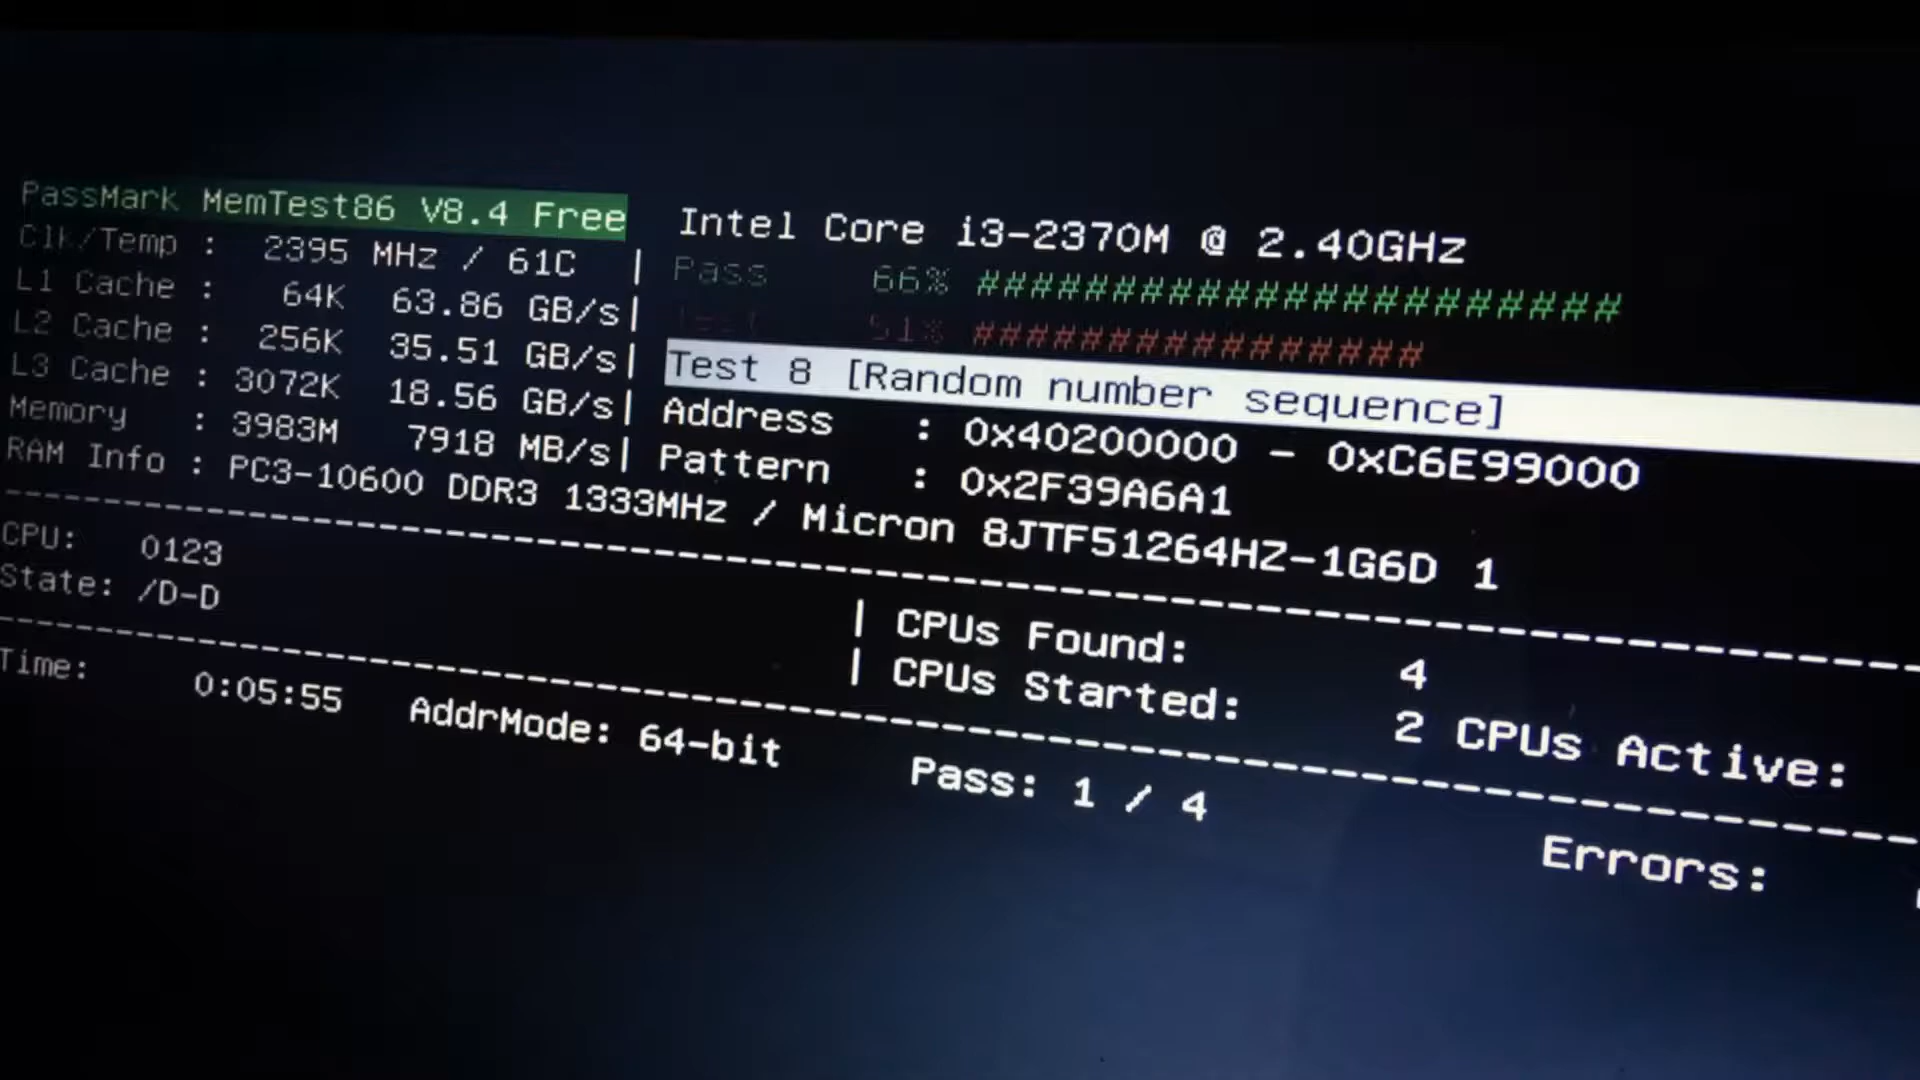 PassMark MemTest86 V8.4 Free Intel Core i3-2370M @ 2.40GHz
Clk/Temp : 2395 MHz / 61C | Pass 66% ########################
L1 Cache : 64K 63.86 GB/s| Test 51% #################
L2 Cache : 256K 35.51 GB/s| Test 8 [Random number sequence]
L3 Cache : 3072K 18.56 GB/s| Address : 0x40200000 - 0xC6E99000
Memory : 3983M 7918 MB/s| Pattern : 0x2F39A6A1
RAM Info : PC3-10600 DDR3 1333MHz / Micron 8JTF51264HZ-1G6D 1
CPU: 0123 | CPUs Found: 4
State: /D-D | CPUs Started: 2 CPUs Active:
Time: 0:05:55 AddrMode: 64-bit Pass: 1 / 4 Errors: